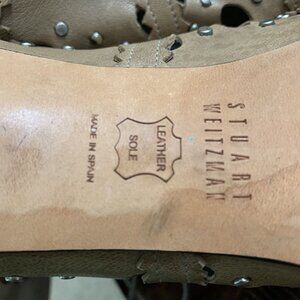 STUART
WEITZMAN
LEATHER
SOLE
MADE IN SPAIN